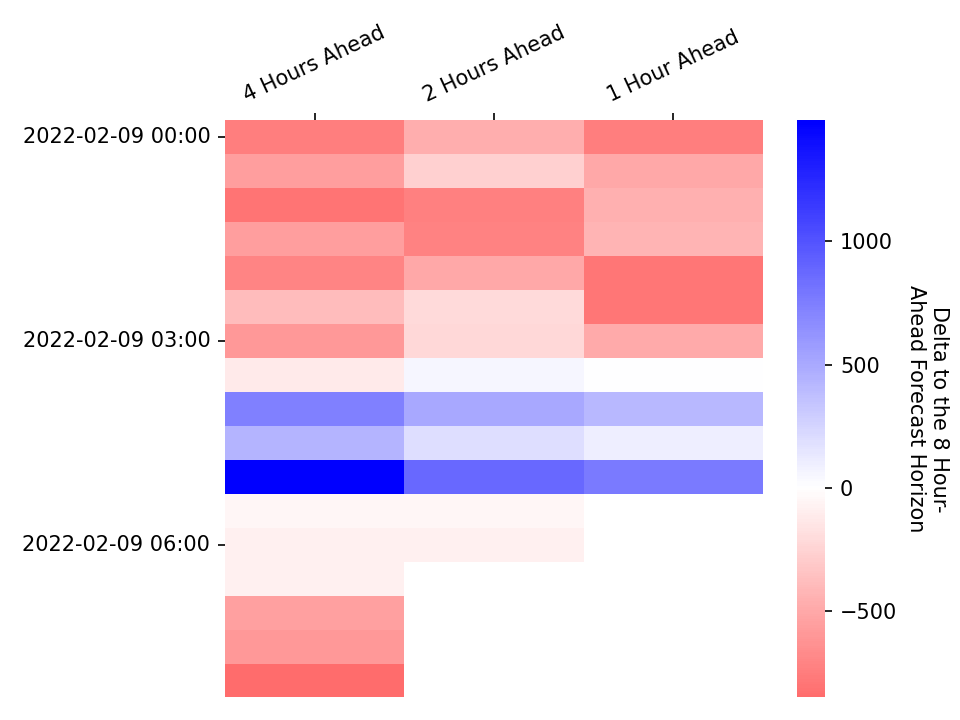 4 Hours Ahead
2 Hours Ahead
1 Hour Ahead
2022-02-09 00:00
2022-02-09 03:00
2022-02-09 06:00
1000
500
0
−500
Delta to the 8 Hour-
Ahead Forecast Horizon